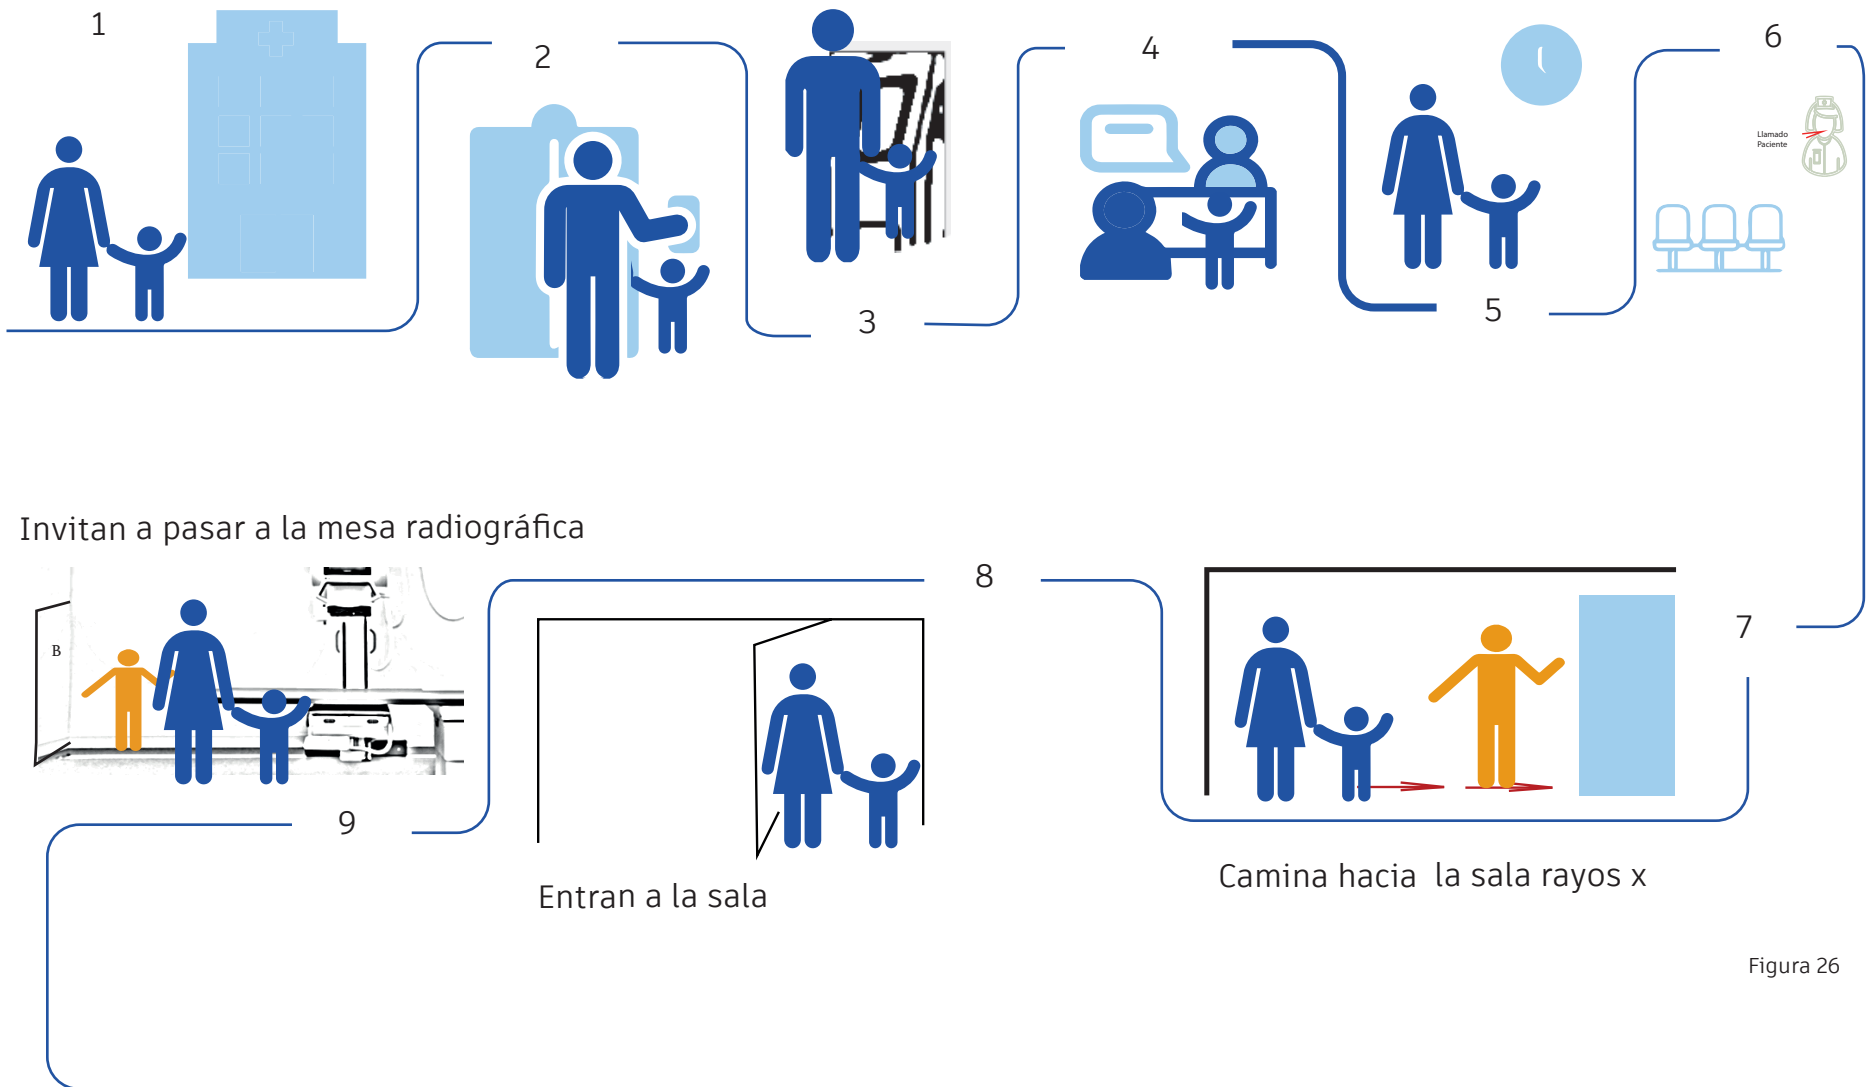 1
2
3
4
5
6
Llamado
Paciente
Invitan a pasar a la mesa radiográfica
B
9
8
Entran a la sala
7
Camina hacia la sala rayos x
Figura 26